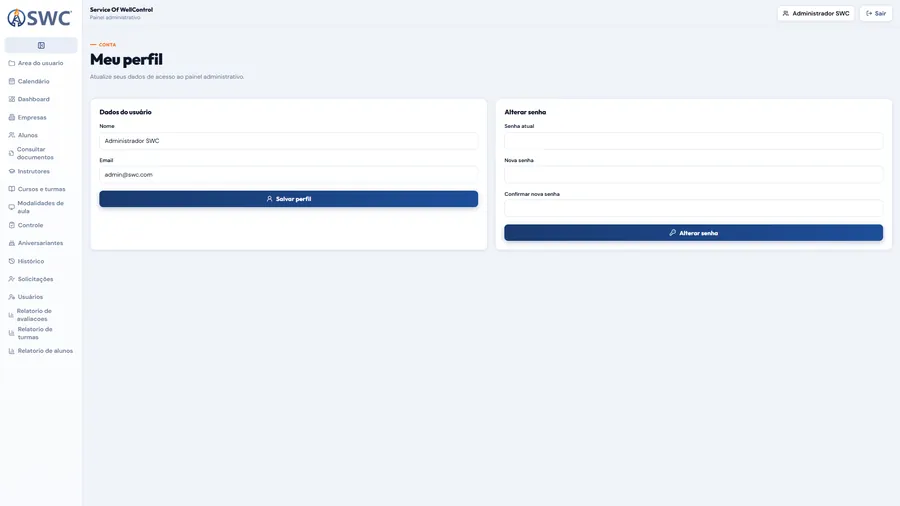 SWC
Service Of WellControl
Painel administrativo
Administrador SWC
Sair
Area do usuario
Calendário
Dashboard
Empresas
Alunos
Consultar
documentos
Instrutores
Cursos e turmas
Modalidades de
aula
Controle
Aniversariantes
Histórico
Solicitações
Usuários
Relatorio de
avaliacoes
Relatorio de
turmas
Relatorio de alunos
CONTA
Meu perfil
Atualize seus dados de acesso ao painel administrativo.
Dados do usuário
Nome
Administrador SWC
Email
admin@swc.com
Salvar perfil
Alterar senha
Senha atual
Nova senha
Confirmar nova senha
Alterar senha